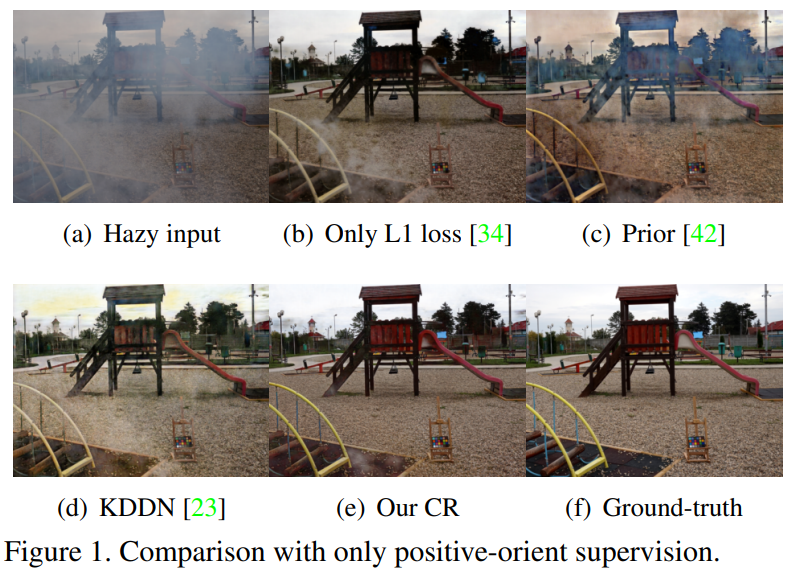 (a) Hazy input (b) Only L1 loss [34] (c) Prior [42]
(d) KDDN [23] (e) Our CR (f) Ground-truth
Figure 1. Comparison with only positive-orient supervision.